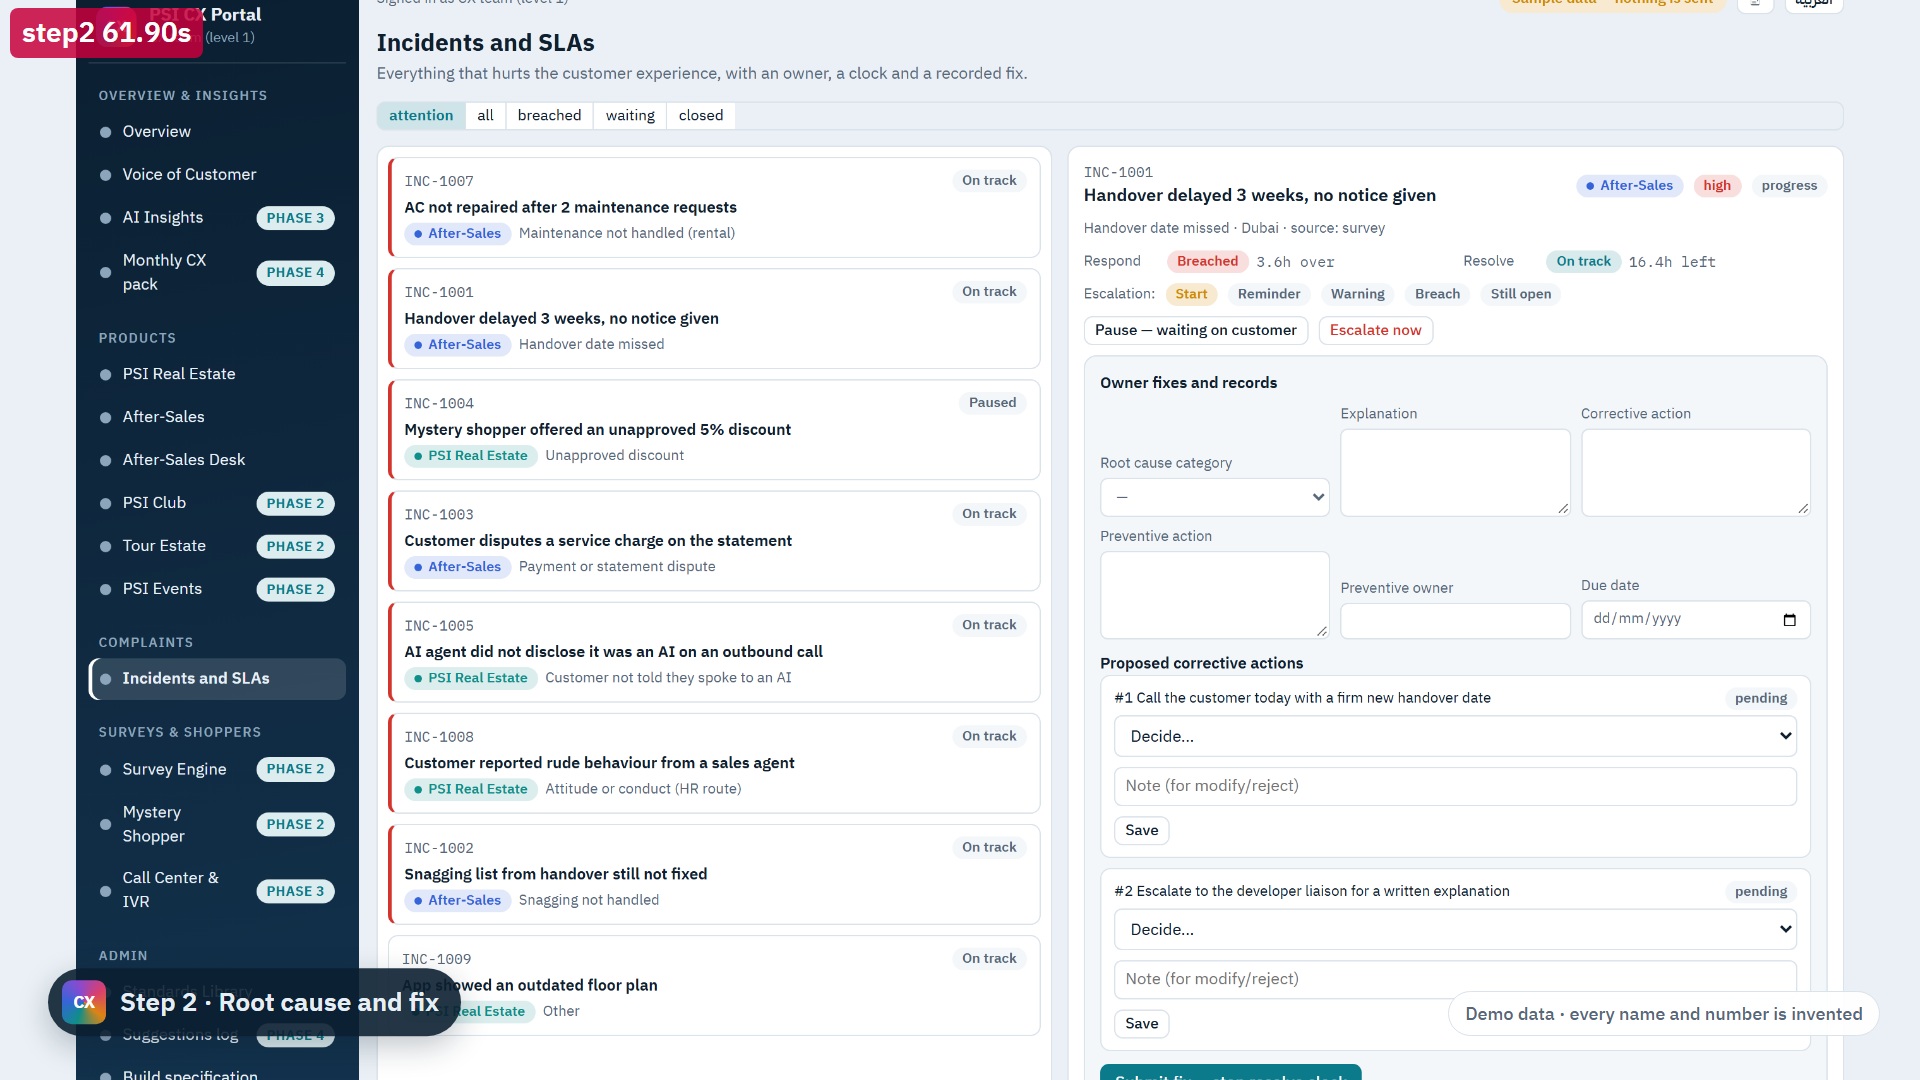 step2 61.90s
PSI CX Portal
(level 1)
OVERVIEW & INSIGHTS
Overview
Voice of Customer
AI Insights PHASE 3
Monthly CX pack PHASE 4
PRODUCTS
PSI Real Estate
After-Sales
After-Sales Desk
PSI Club PHASE 2
Tour Estate PHASE 2
PSI Events PHASE 2
COMPLAINTS
Incidents and SLAs
SURVEYS & SHOPPERS
Survey Engine PHASE 2
Mystery Shopper PHASE 2
Call Center & IVR PHASE 3
ADMIN
Standards Library
Suggestions log PHASE 4
Build specification
Signed in as CX team (level 1)
Sample data — nothing is sent
العربية
Incidents and SLAs
Everything that hurts the customer experience, with an owner, a clock and a recorded fix.
attention all breached waiting closed
INC-1007 On track
AC not repaired after 2 maintenance requests
After-Sales Maintenance not handled (rental)
INC-1001 On track
Handover delayed 3 weeks, no notice given
After-Sales Handover date missed
INC-1004 Paused
Mystery shopper offered an unapproved 5% discount
PSI Real Estate Unapproved discount
INC-1003 On track
Customer disputes a service charge on the statement
After-Sales Payment or statement dispute
INC-1005 On track
AI agent did not disclose it was an AI on an outbound call
PSI Real Estate Customer not told they spoke to an AI
INC-1008 On track
Customer reported rude behaviour from a sales agent
PSI Real Estate Attitude or conduct (HR route)
INC-1002 On track
Snagging list from handover still not fixed
After-Sales Snagging not handled
INC-1009 On track
App showed an outdated floor plan
Real Estate Other
INC-1001
Handover delayed 3 weeks, no notice given
After-Sales high progress
Handover date missed · Dubai · source: survey
Respond Breached 3.6h over Resolve On track 16.4h left
Escalation: Start Reminder Warning Breach Still open
Pause — waiting on customer Escalate now
Owner fixes and records
Root cause category
—
Explanation
Corrective action
Preventive action
Preventive owner
Due date
dd/mm/yyyy
Proposed corrective actions
#1 Call the customer today with a firm new handover date pending
Decide...
Note (for modify/reject)
Save
#2 Escalate to the developer liaison for a written explanation pending
Decide...
Note (for modify/reject)
Save
CX Step 2 · Root cause and fix
Demo data · every name and number is invented